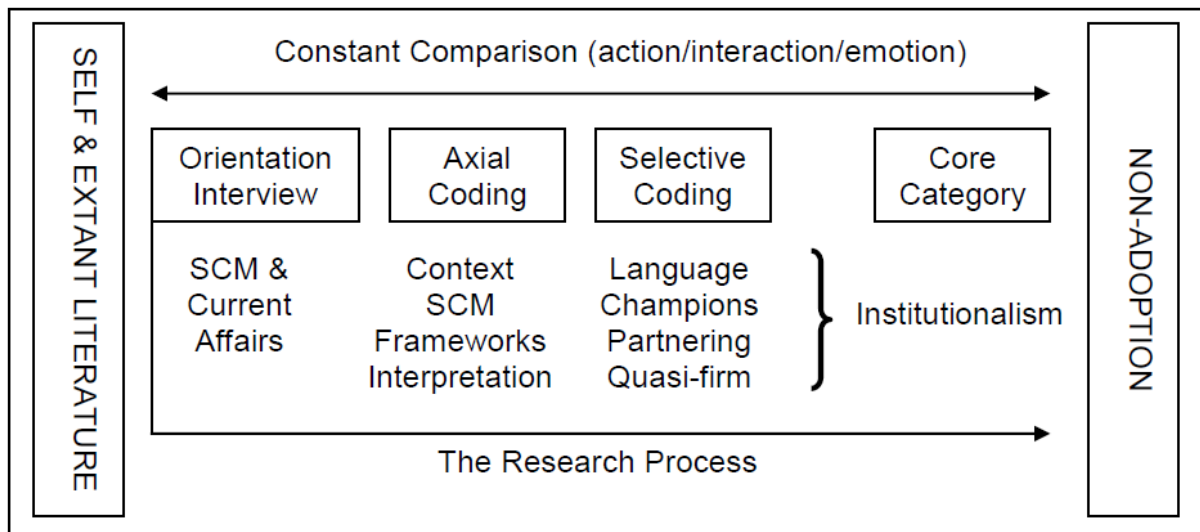 SELF & EXTANT LITERATURE
Constant Comparison (action/interaction/emotion)
Orientation
Interview
Axial
Coding
Selective
Coding
Core
Category
SCM &
Current
Affairs
Context
SCM
Frameworks
Interpretation
Language
Champions
Partnering
Quasi-firm
Institutionalism
The Research Process
NON-ADOPTION